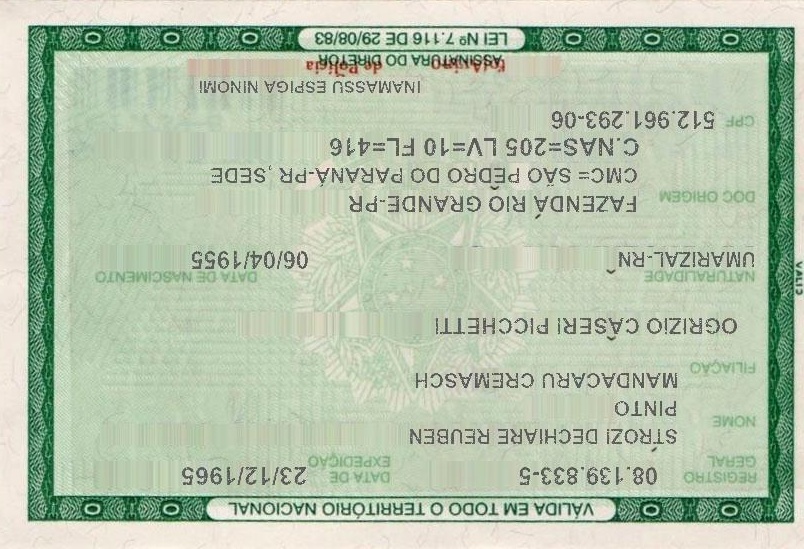 VÁLIDA EM TODO O TERRITÓRIO NACIONAL
REGISTRO GERAL 08.139.833-5 DATA DE EXPEDIÇÃO 23/12/1965
NOME STROZI DECHIARE REUBEN
PINTO
FILIAÇÃO MANDACARU CREMASCH
OGRIZIO CASERI PICCHETTI
NATURALIDADE DATA DE NASCIMENTO
UMARIZAL-RN 06/04/1955
DOC ORIGEM FAZENDA RIO GRANDE-PR
CMC= SÃO PEDRO DO PARANÁ-PR, SEDE
C.NAS=205 LV=10 FL=416
CPF 512.961.293-06
INAMASSU ESPIGA NINOMI
de Polícia
ASSINATURA DO DIRETOR
LEI Nº 7.116 DE 29/08/83